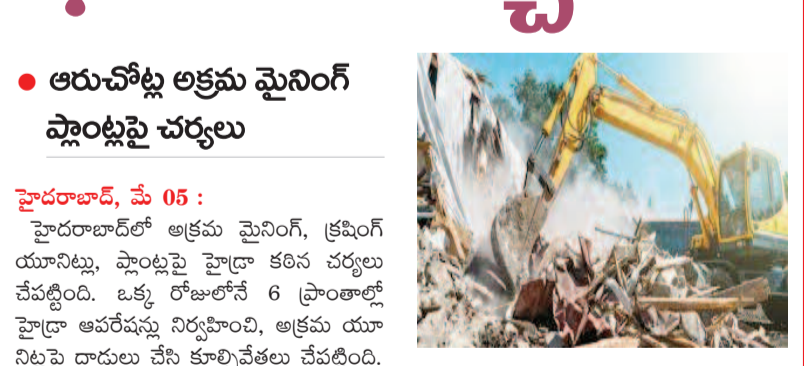 ఆరుచోట్ల అక్రమ మైనింగ్
ప్లాంట్లపై చర్యలు
హైదరాబాద్, మే 05 :
హైదరాబాద్‌లో అక్రమ మైనింగ్, క్రషింగ్
యూనిట్లు, ప్లాంట్లపై హైడ్రా కఠిన చర్యలు
చేపట్టింది. ఒక్క రోజులోనే 6 ప్రాంతాల్లో
హైడ్రా ఆపరేషన్లు నిర్వహించి, అక్రమ యూ
నిట్లపై దాడులు చేసి కూల్చివేతలు చేపట్టింది.